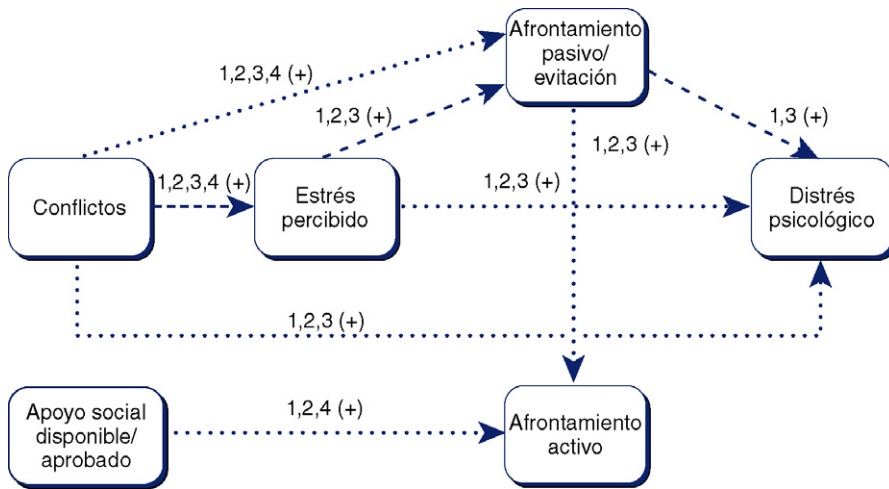 Afrontamiento
pasivo/
evitación
1,2,3,4 (+)
1,2,3 (+)
1,3 (+)
1,2,3 (+)
Conflictos
1,2,3,4 (+)
Estrés
percibido
1,2,3 (+)
Distrés
psicológico
1,2,3 (+)
Apoyo social
disponible/
aprobado
1,2,4 (+)
Afrontamiento
activo